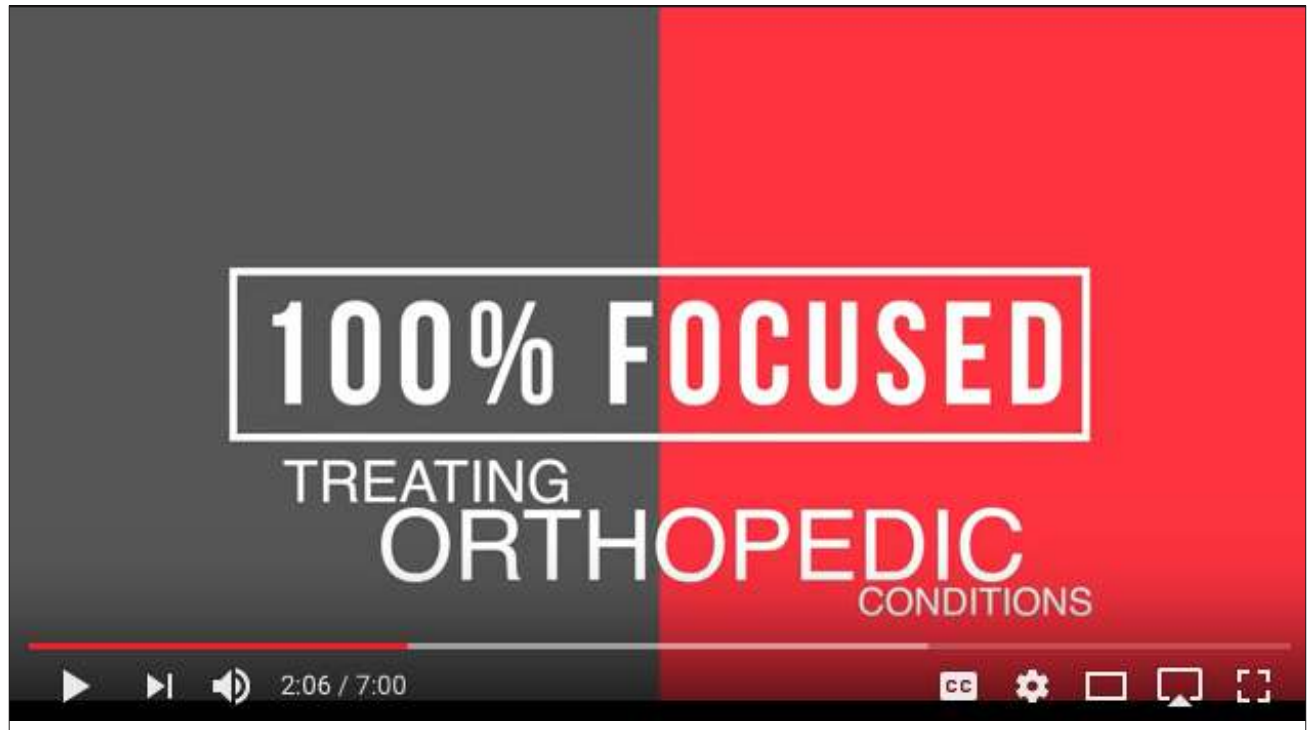 100% FOCUSED
TREATING
ORTHOPEDIC
CONDITIONS
2:06 / 7:00
CC